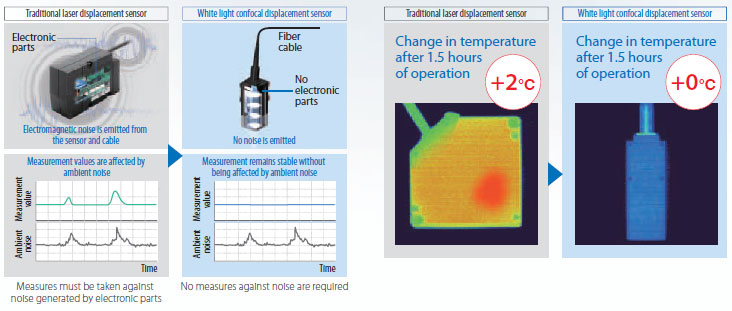 Traditional laser displacement sensor
Electronic
parts
Electromagnetic noise is emitted from
the sensor and cable
Measurement values are affected by
ambient noise
Measurement
value
Ambient
noise
Time
Measures must be taken against
noise generated by electronic parts
White light confocal displacement sensor
Fiber
cable
No
electronic
parts
No noise is emitted
Measurement remains stable without
being affected by ambient noise
Measurement
value
Ambient
noise
Time
No measures against noise are required
Traditional laser displacement sensor
Change in temperature
after 1.5 hours
of operation
+2°C
White light confocal displacement sensor
Change in temperature
after 1.5 hours
of operation
+0°C